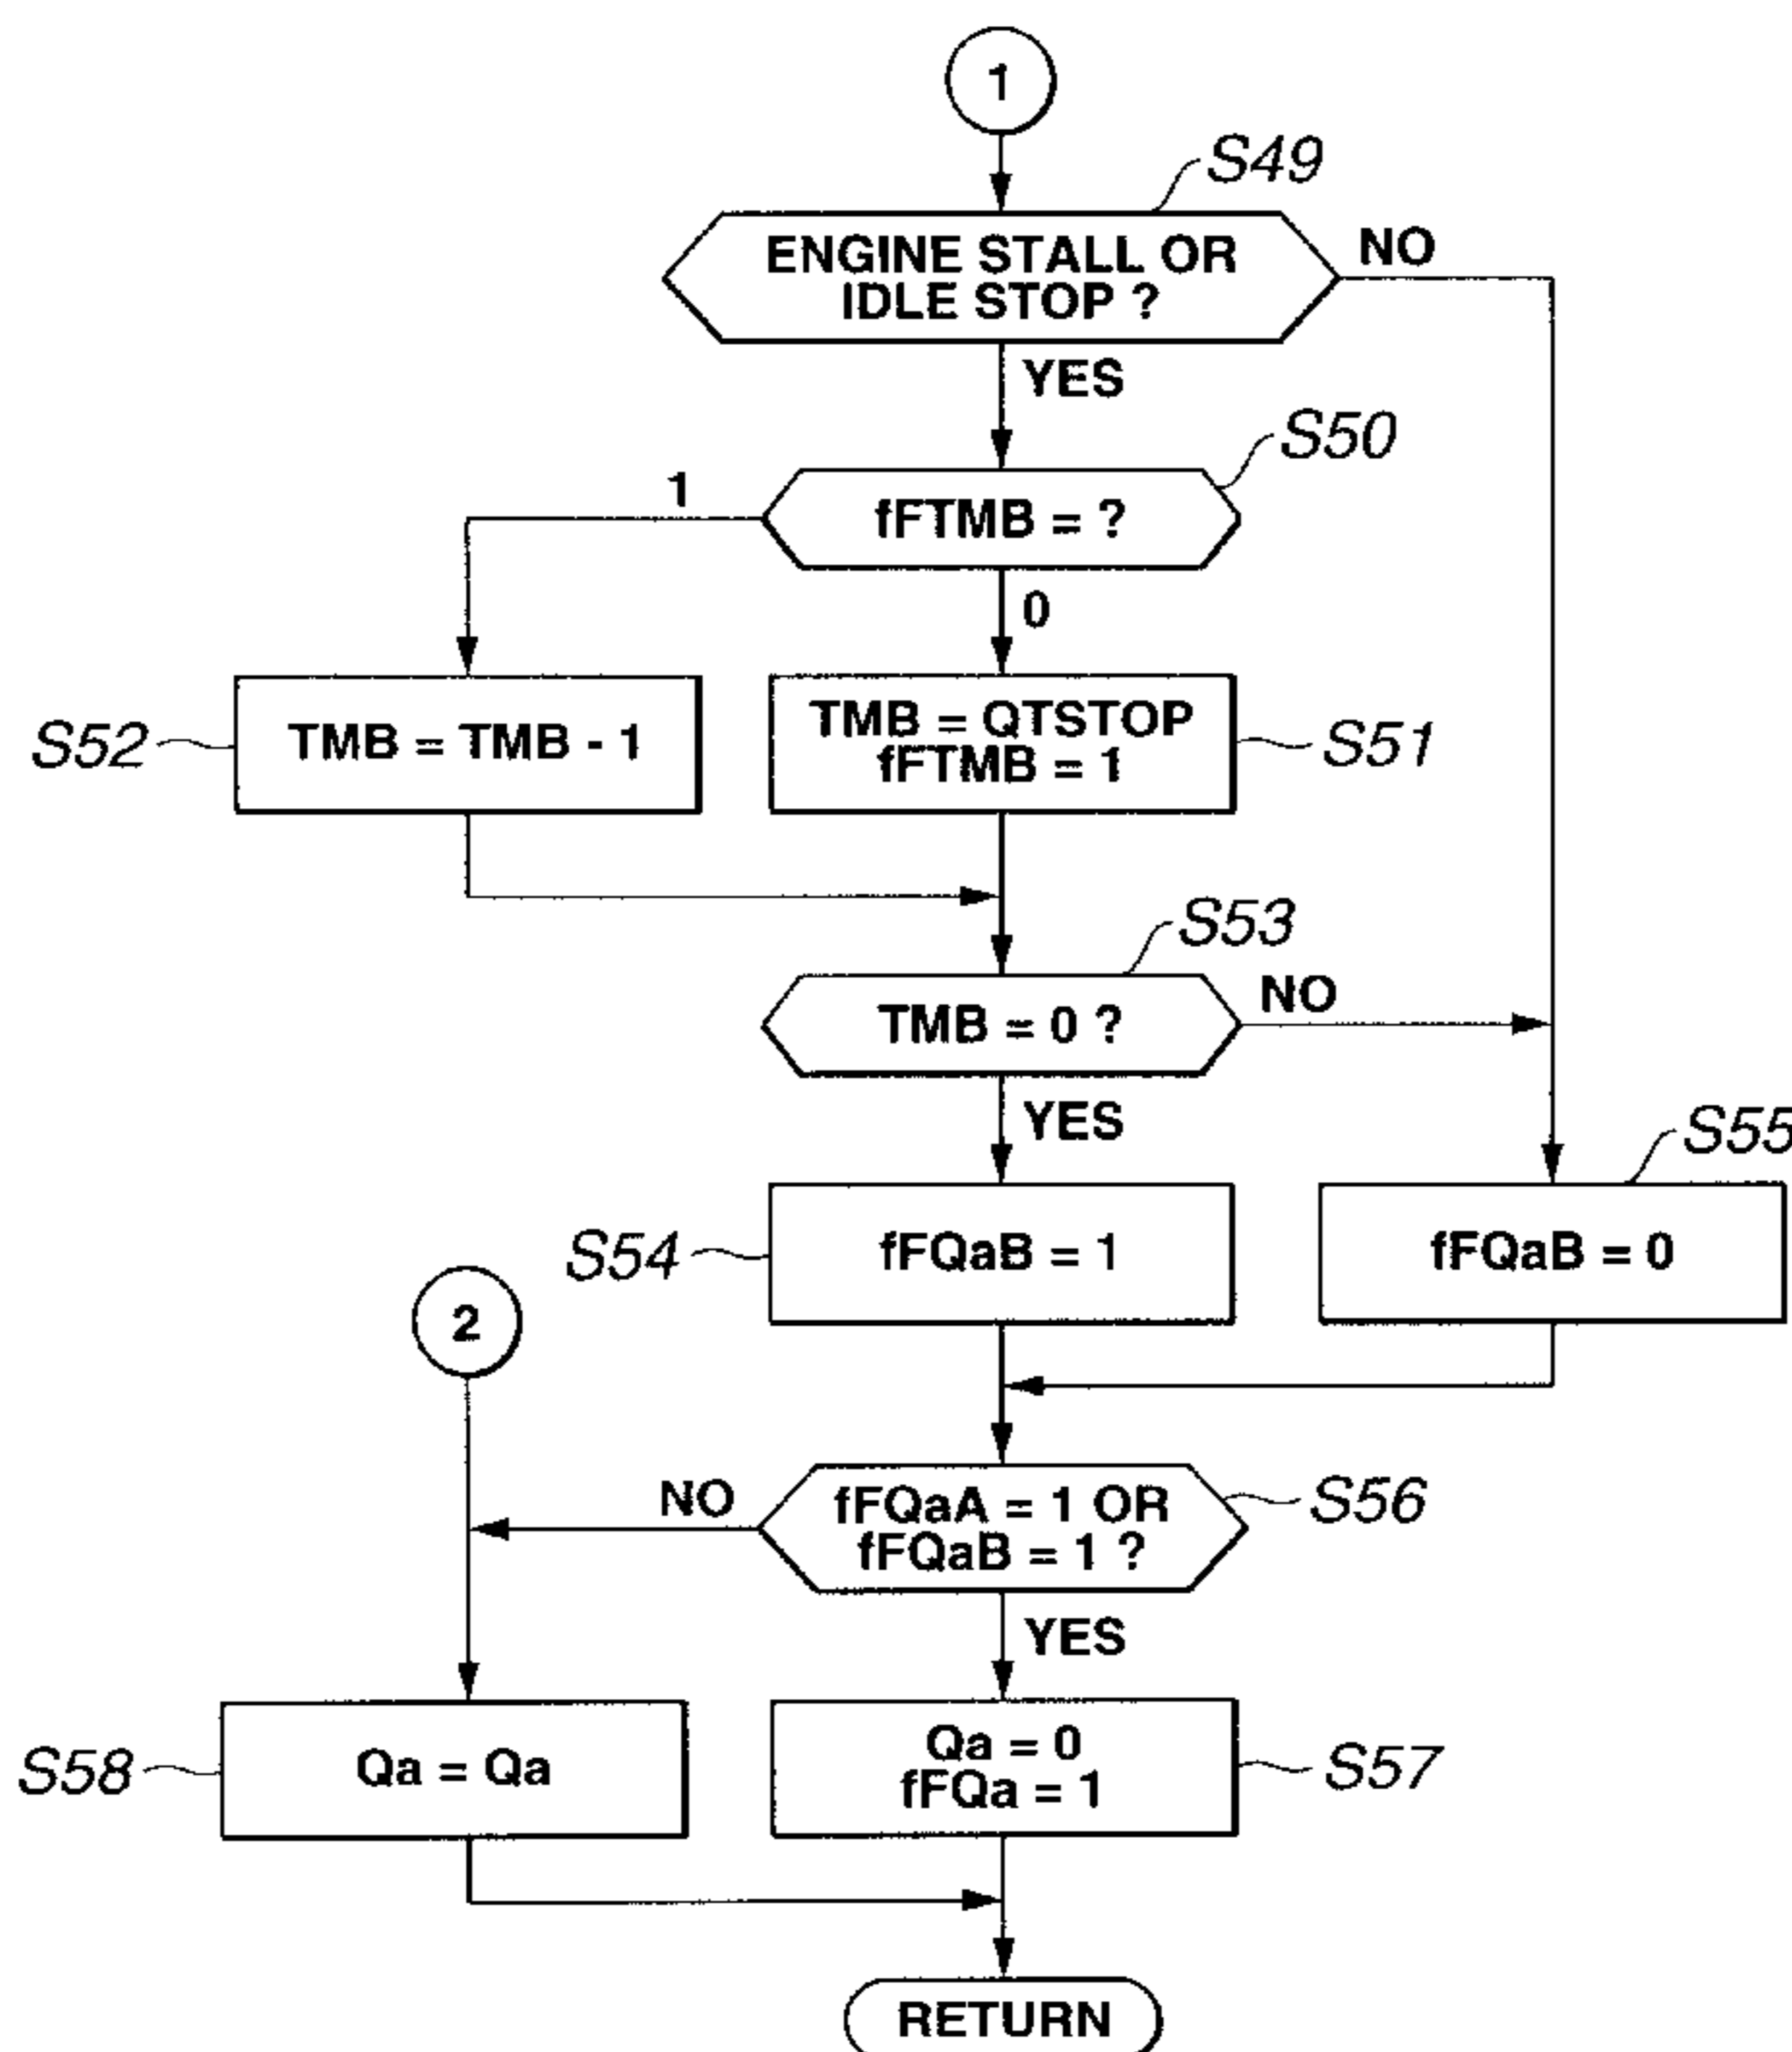 1
S49
ENGINE STALL OR
IDLE STOP ?
NO
YES
S50
1
fFTMB = ?
0
S52
TMB = TMB - 1
TMB = QTSTOP
fFTMB = 1
S51
S53
TMB = 0 ?
NO
YES
S55
S54
fFQaB = 1
fFQaB = 0
2
NO
fFQaA = 1 OR
fFQaB = 1 ?
S56
YES
S58
Qa = Qa
Qa = 0
fFQa = 1
S57
RETURN